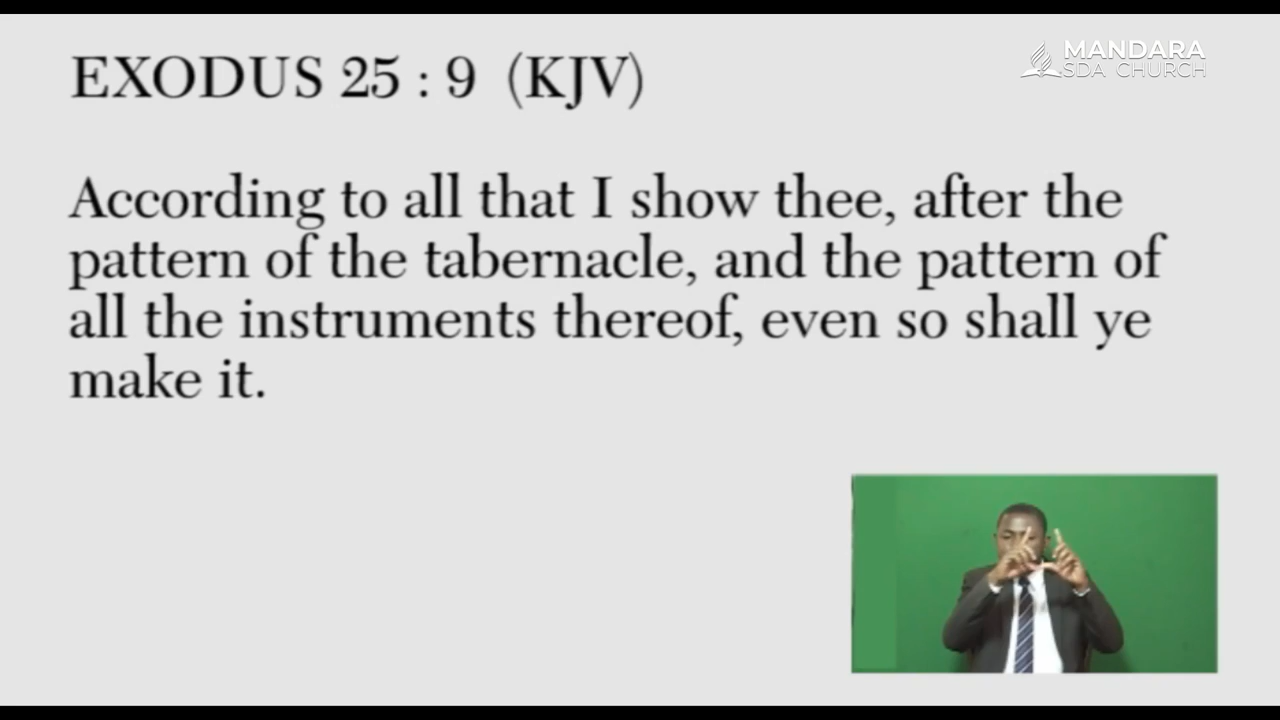 EXODUS 25 : 9 (KJV)
MANDARA
SDA CHURCH
According to all that I show thee, after the
pattern of the tabernacle, and the pattern of
all the instruments thereof, even so shall ye
make it.